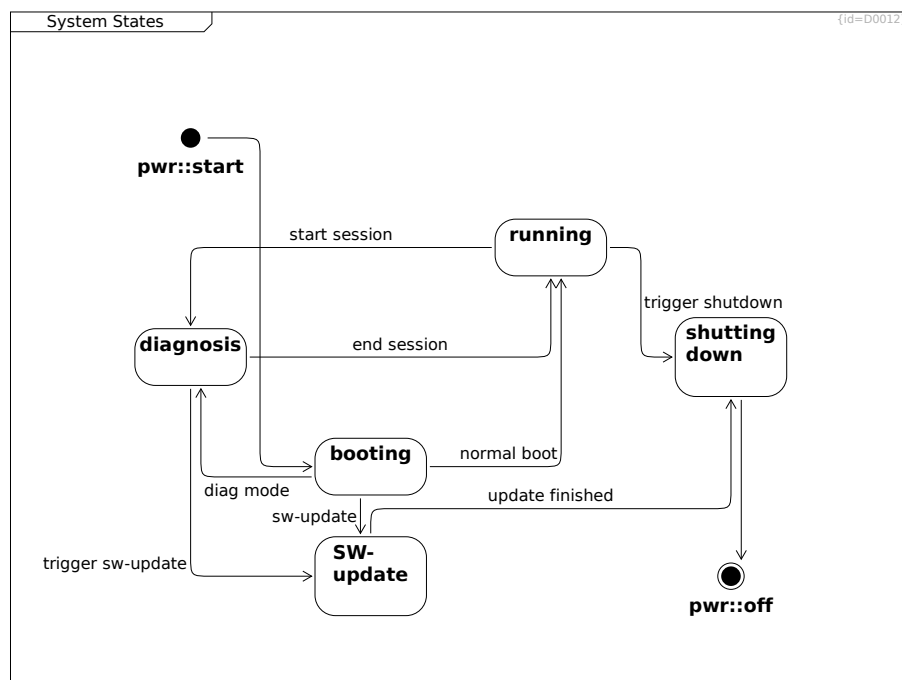 System States
{id=D0012
pwr::start
start session
running
trigger shutdown
diagnosis
end session
shutting
down
booting
normal boot
diag mode
update finished
sw-update
trigger sw-update
SW-
update
pwr::off